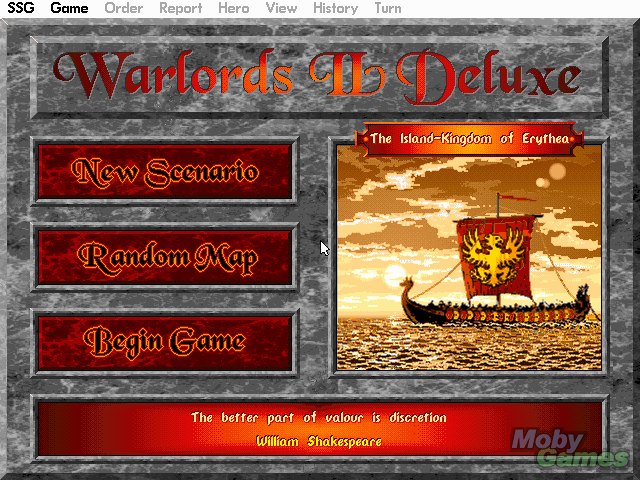 SSG Game Order Report Hero View History Turn
Warlords II Deluxe
The Island-Kingdom of Erythea
New Scenario
Random Map
Begin Game
The better part of valour is discretion
William Shakespeare
Moby
Games